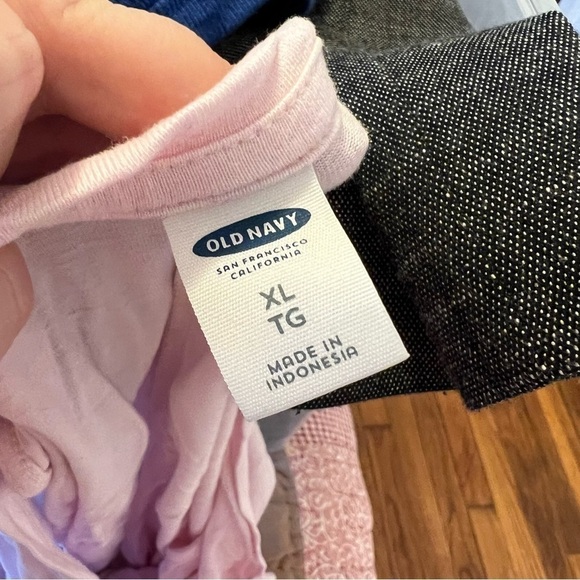 OLD NAVY
SAN FRANCISCO
CALIFORNIA
XL
TG
MADE IN
INDONESIA